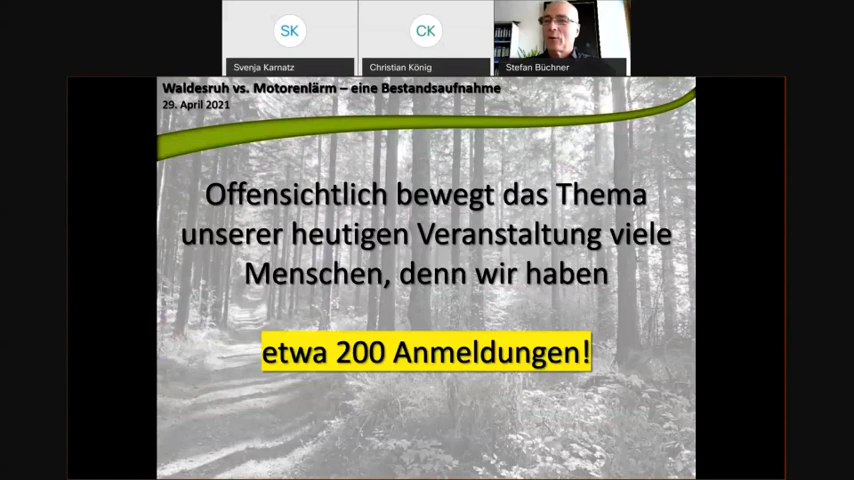 SK
CK
Svenja Karnatz
Christian König
Stefan Büchner
Waldesruh vs. Motorenlärm – eine Bestandsaufnahme
29. April 2021
Offensichtlich bewegt das Thema
unserer heutigen Veranstaltung viele
Menschen, denn wir haben
etwa 200 Anmeldungen!